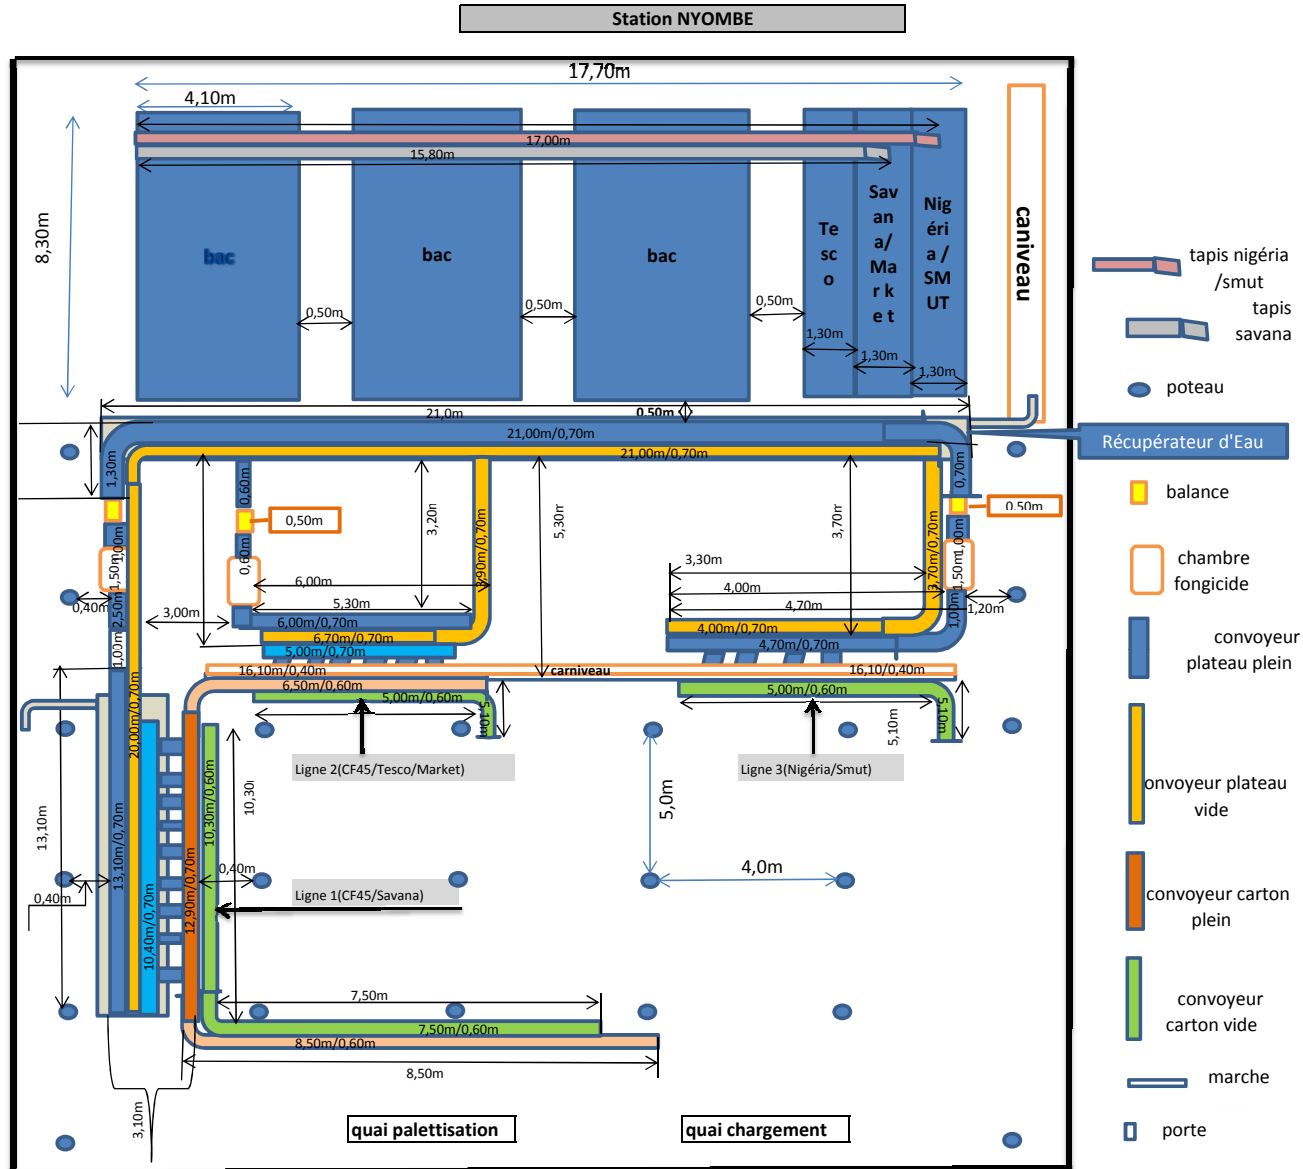 Station NYOMBE
17,70m
4,10m
17,00m
15,80m
8,30m
bac
bac
bac
Te
sc
o
Sav
an
a/
Ma
r k
e t
Nig
éri
a /
SM
UT
caniveau
0,50m
0,50m
0,50m
1,30m
1,30m
1,30m
21,0m
0.50m
21,00m/0,70m
21,00m/0,70m
1,30m
0,60m
0,50m
0,60m
3,20m
3,90m/0,70m
5,30m
3,70m
3,70m/0,70m
0,70m
0.50m
1,00m
1,50m
1,00m
1,20m
1,00m
1,50m
2,50m
1,00m
0,40m
3,00m
6,00m
5,30m
6,00m/0,70m
6,70m/0,70m
5,00m/0,70m
3,30m
4,00m
4,70m
4,00m/0,70m
4,70m/0,70m
16,10m/0,40m
carniveau
16,10/0,40m
6,50m/0,60m
5,00m/0,60m
5,10m
5,00m/0,60m
5,10m
5,10m
Ligne 2(CF45/Tesco/Market)
Ligne 3(Nigéria/Smut)
20,00m/0,70m
13,10m
13,10m/0,70m
10,40m/0,70m
12,90m/0,70m
10,30m/0,60m
10,30
0,40m
0,40m
Ligne 1(CF45/Savana)
5,0m
4,0m
7,50m
7,50m/0,60m
8,50m/0,60m
8,50m
3,10m
quai palettisation
quai chargement
tapis nigéria
/smut
tapis
savana
poteau
Récupérateur d'Eau
balance
chambre
fongicide
convoyeur
plateau plein
convoyeur plateau
vide
convoyeur carton
plein
convoyeur
carton vide
marche
porte